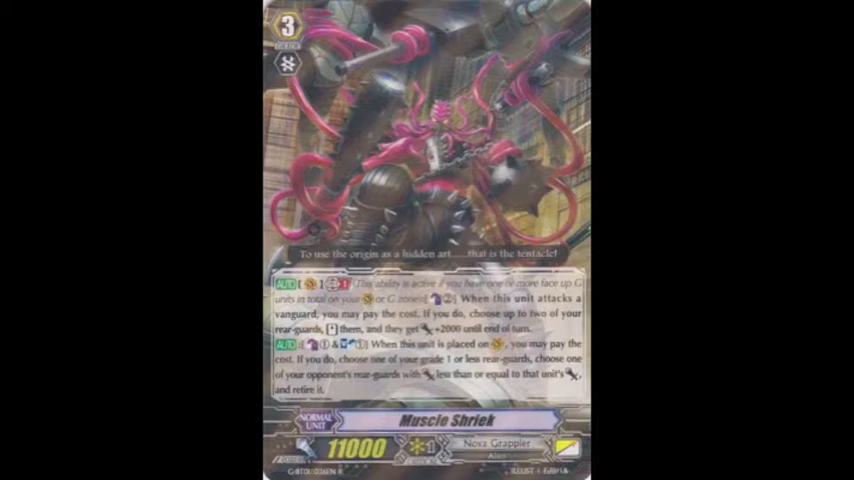 3
To use the origin as a hidden art......that is the tentacle!
AUTO [ ] 1 (This ability is active if you have one or more face up G
units in total on your or G zone) [ ②] When this unit attacks a
vanguard, you may pay the cost. If you do, choose up to two of your
rear-guards, them, and they get +2000 until end of turn.
AUTO : [ ① & ①] When this unit is placed on , you may pay the
cost. If you do, choose one of your grade 1 or less rear-guards, choose one
of your opponent's rear-guards with less than or equal to that unit's ,
and retire it.
NORMAL
UNIT
Muscle Shriek
POWER
11000
1
Nova Grappler
Alien
G-BT01/036EN R
ILLUST